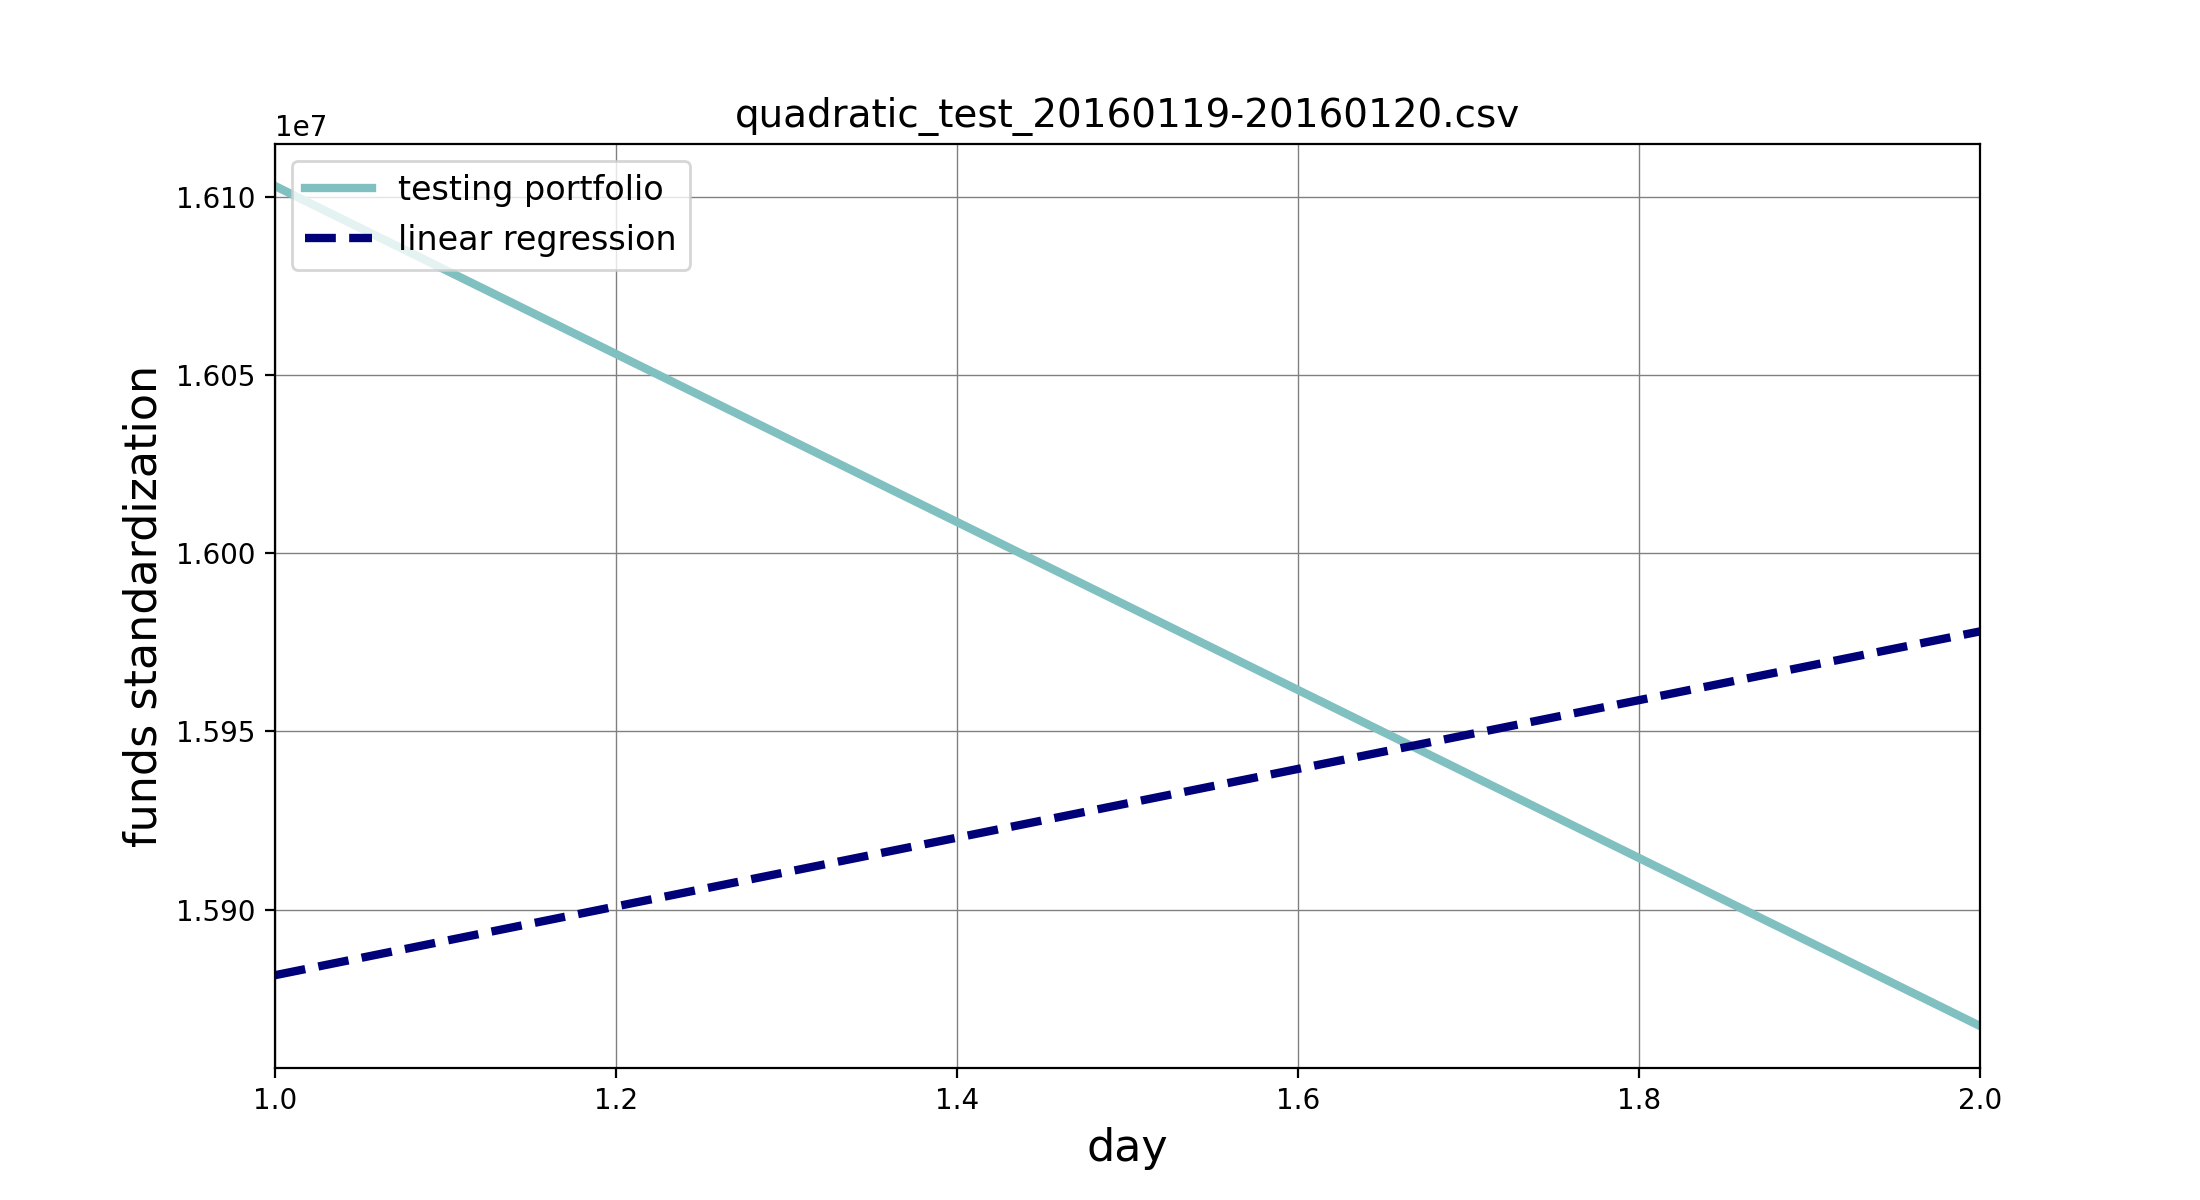 quadratic_test_20160119-20160120.csv
1e7
testing portfolio
linear regression
1.610
1.605
1.600
1.595
1.590
funds standardization
1.0 1.2 1.4 1.6 1.8 2.0
day